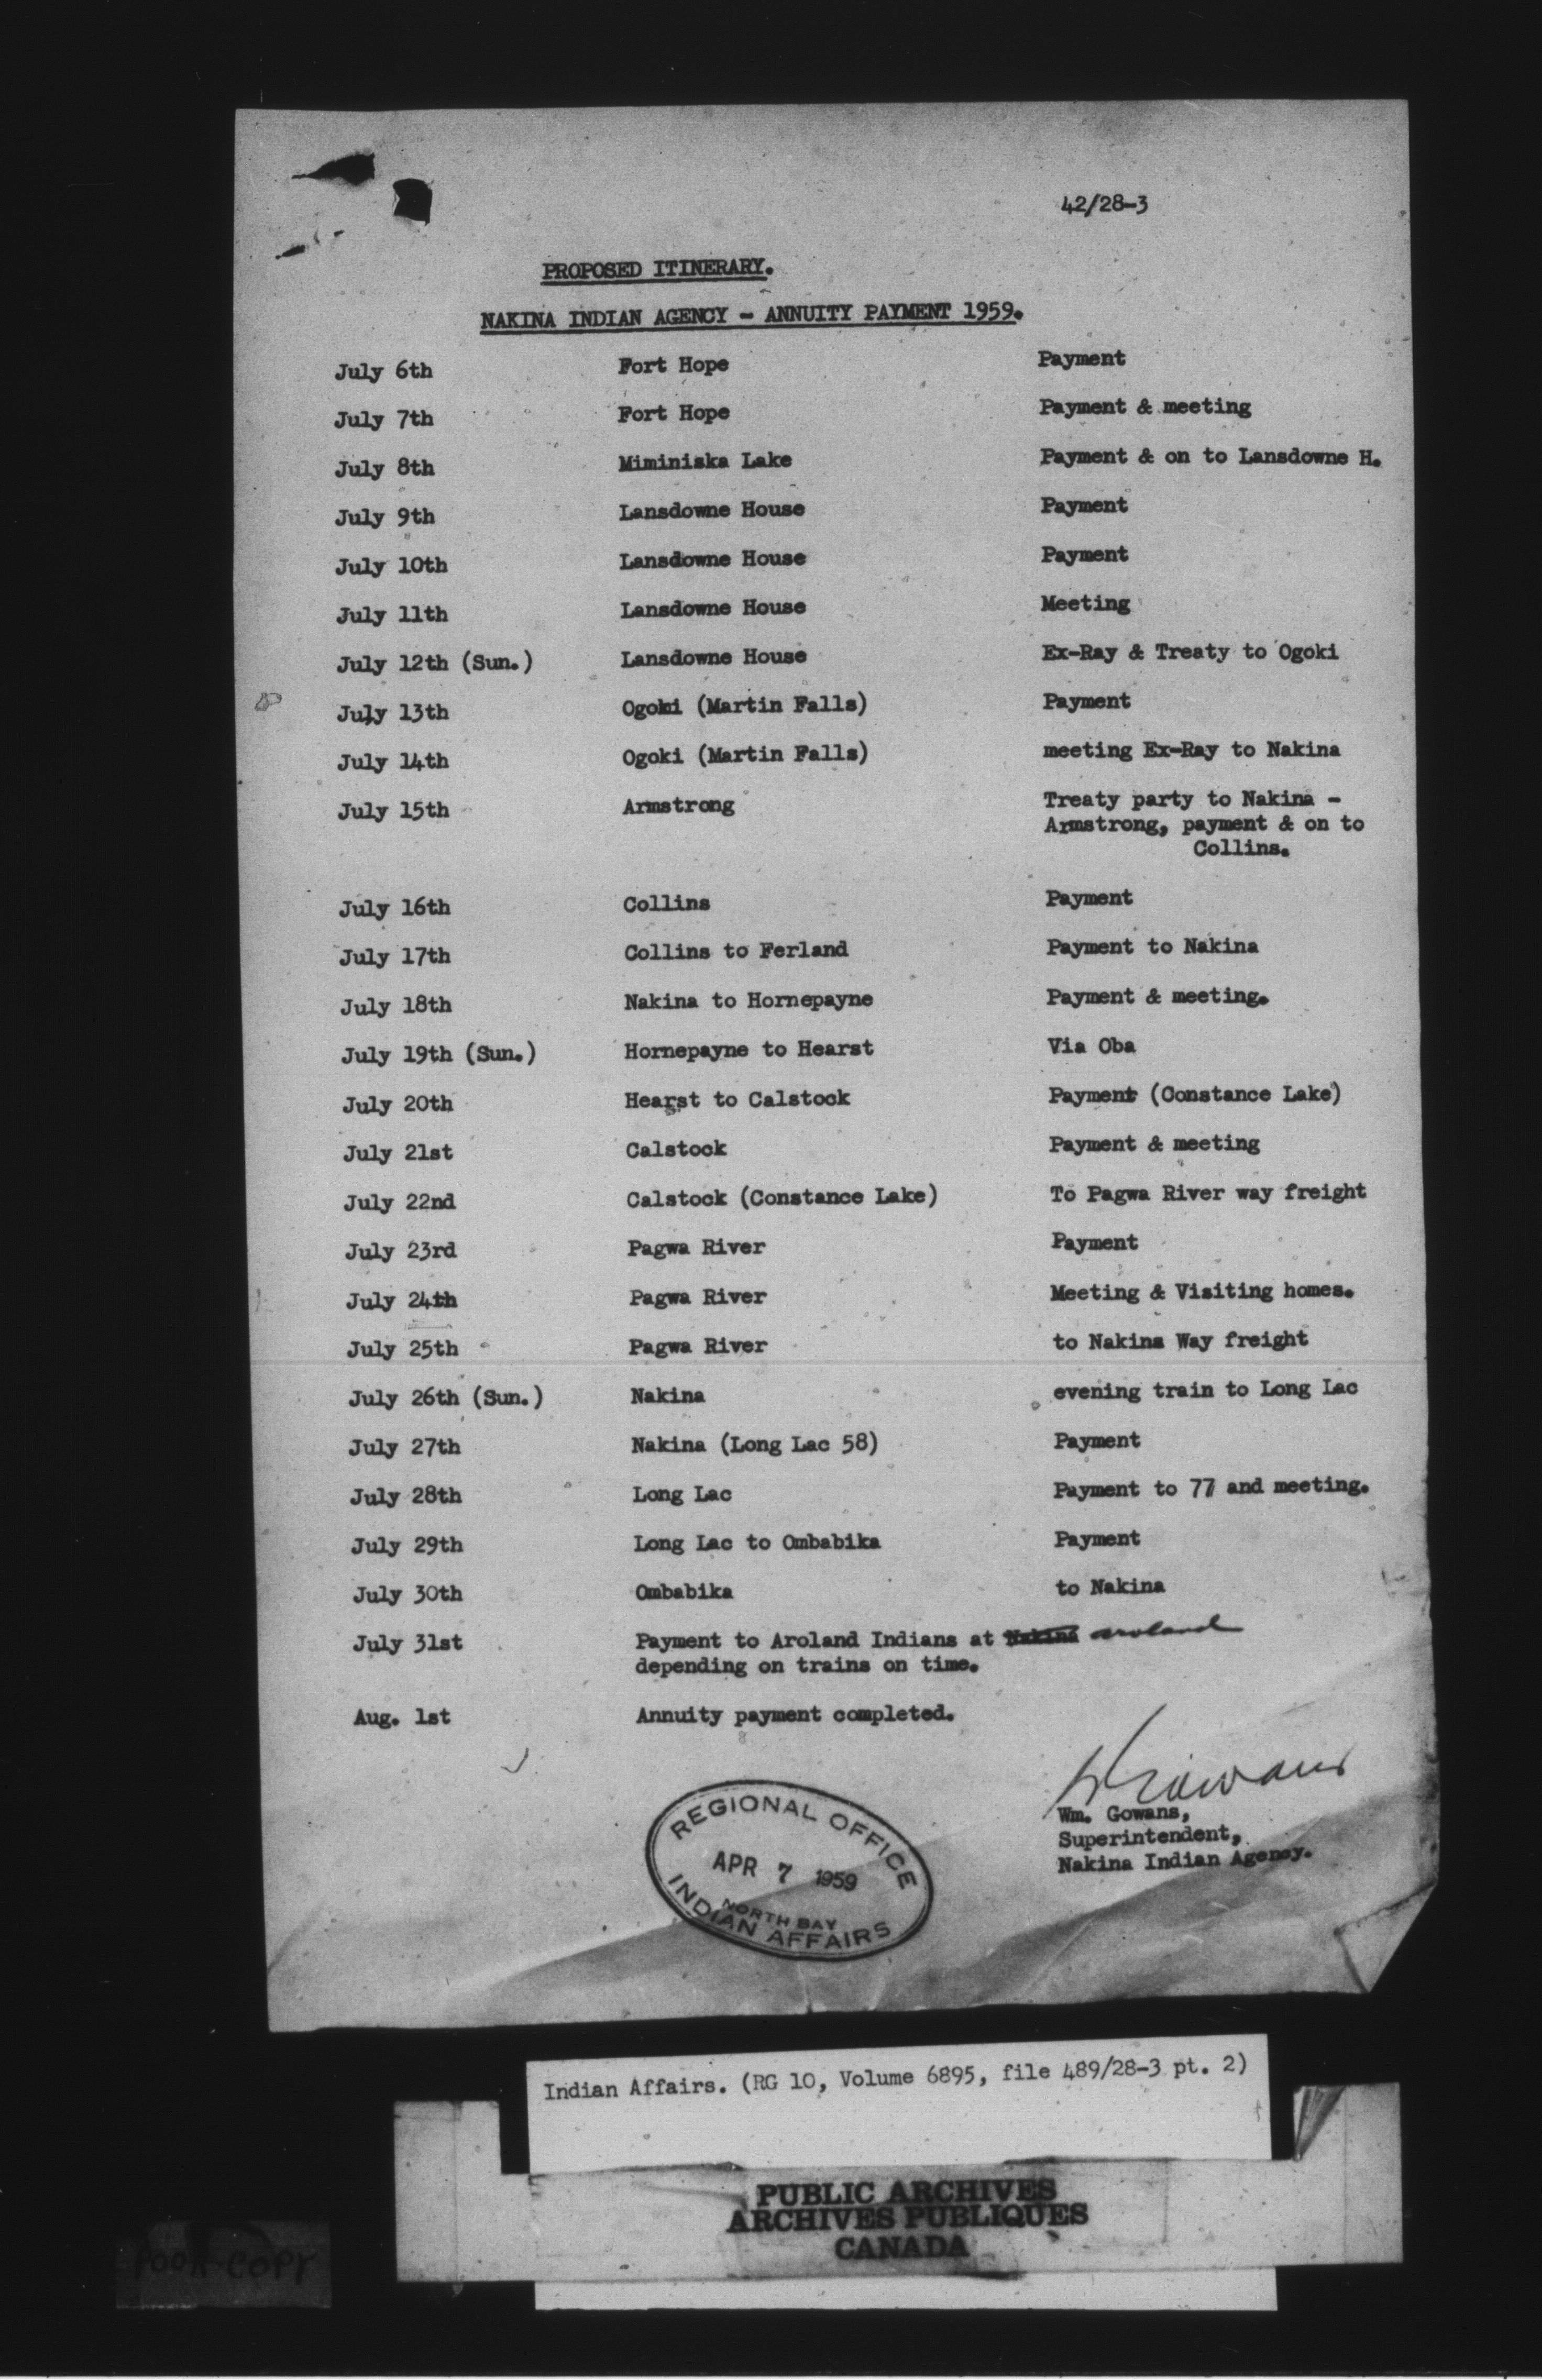 42/28-3
PROPOSED ITINERARY.
NAKINA INDIAN AGENCY - ANNUITY PAYMENT 1959.
July 6th Fort Hope Payment
July 7th Fort Hope Payment & meeting
July 8th Miminiska Lake Payment & on to Lansdowne H.
July 9th Lansdowne House Payment
July 10th Lansdowne House Payment
July 11th Lansdowne House Meeting
July 12th (Sun.) Lansdowne House Ex-Ray & Treaty to Ogoki
July 13th Ogoki (Martin Falls) Payment
July 14th Ogoki (Martin Falls) meeting Ex-Ray to Nakina
July 15th Armstrong Treaty party to Nakina -
Armstrong, payment & on to
Collins.
July 16th Collins Payment
July 17th Collins to Ferland Payment to Nakina
July 18th Nakina to Hornepayne Payment & meeting.
July 19th (Sun.) Hornepayne to Hearst Via Oba
July 20th Hearst to Calstock Payment (Constance Lake)
July 21st Calstock Payment & meeting
July 22nd Calstock (Constance Lake) To Pagwa River way freight
July 23rd Pagwa River Payment
July 24th Pagwa River Meeting & Visiting homes.
July 25th Pagwa River to Nakina Way freight
July 26th (Sun.) Nakina evening train to Long Lac
July 27th Nakina (Long Lac 58) Payment
July 28th Long Lac Payment to 77 and meeting.
July 29th Long Lac to Ombabika Payment
July 30th Ombabika to Nakina
July 31st Payment to Aroland Indians at Nakina aroland
depending on trains on time.
Aug. 1st Annuity payment completed.
W Gowans
Wm. Gowans,
Superintendent,
Nakina Indian Agency.
REGIONAL OFFICE
APR 7 1959
NORTH BAY
INDIAN AFFAIRS
Indian Affairs. (RG 10, Volume 6895, file 489/28-3 pt. 2)
PUBLIC ARCHIVES
ARCHIVES PUBLIQUES
CANADA
POOR COPY